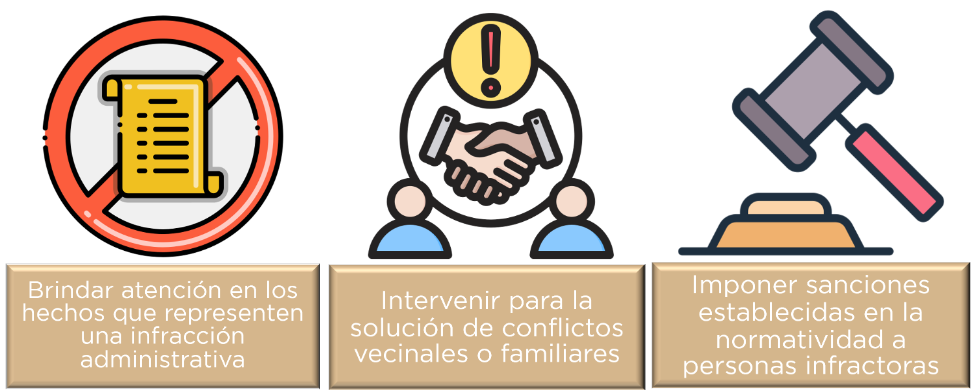 Brindar atención en los
hechos que representen
una infracción
administrativa
Intervenir para la
solución de conflictos
vecinales o familiares
Imponer sanciones
establecidas en la
normatividad a
personas infractoras